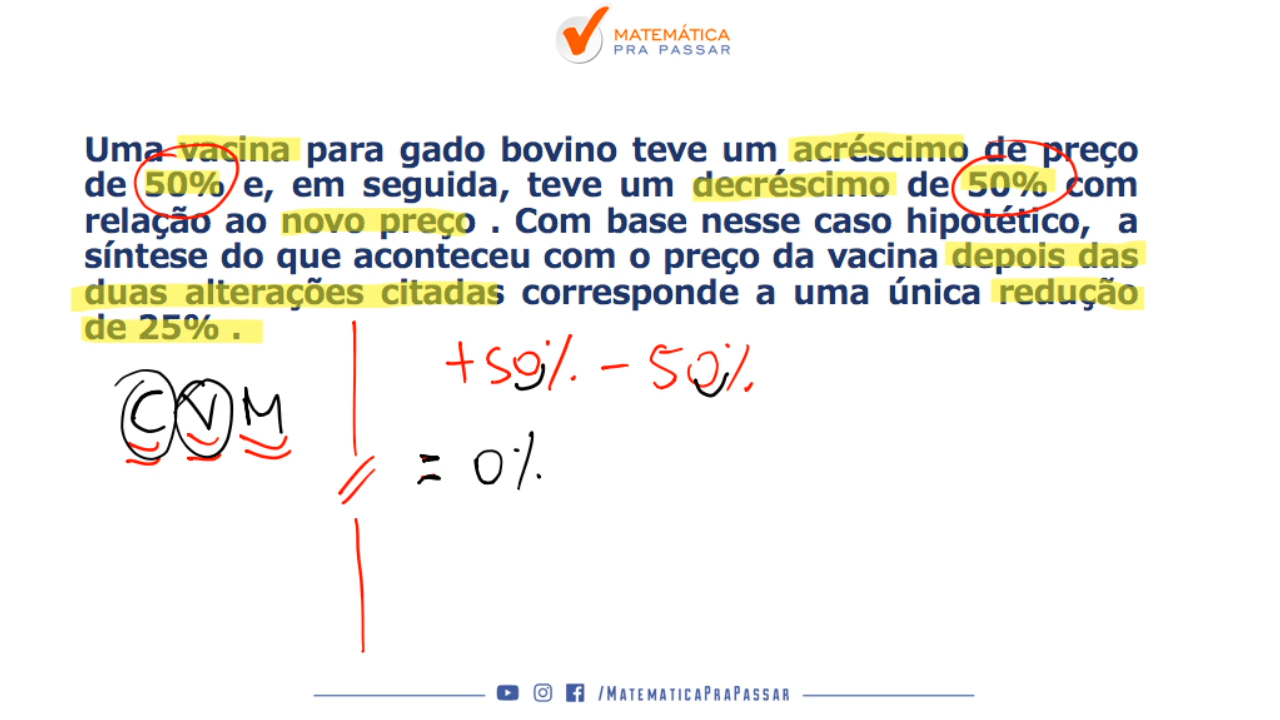 MATEMÁTICA
PRA PASSAR
Uma vacina para gado bovino teve um acréscimo de preço
de 50% e, em seguida, teve um decréscimo de 50% com
relação ao novo preço . Com base nesse caso hipotético, a
síntese do que aconteceu com o preço da vacina depois das
duas alterações citadas corresponde a uma única redução
de 25% .
+50% - 50%
CVM
= 0%
/MATEMATICAPRAPASSAR